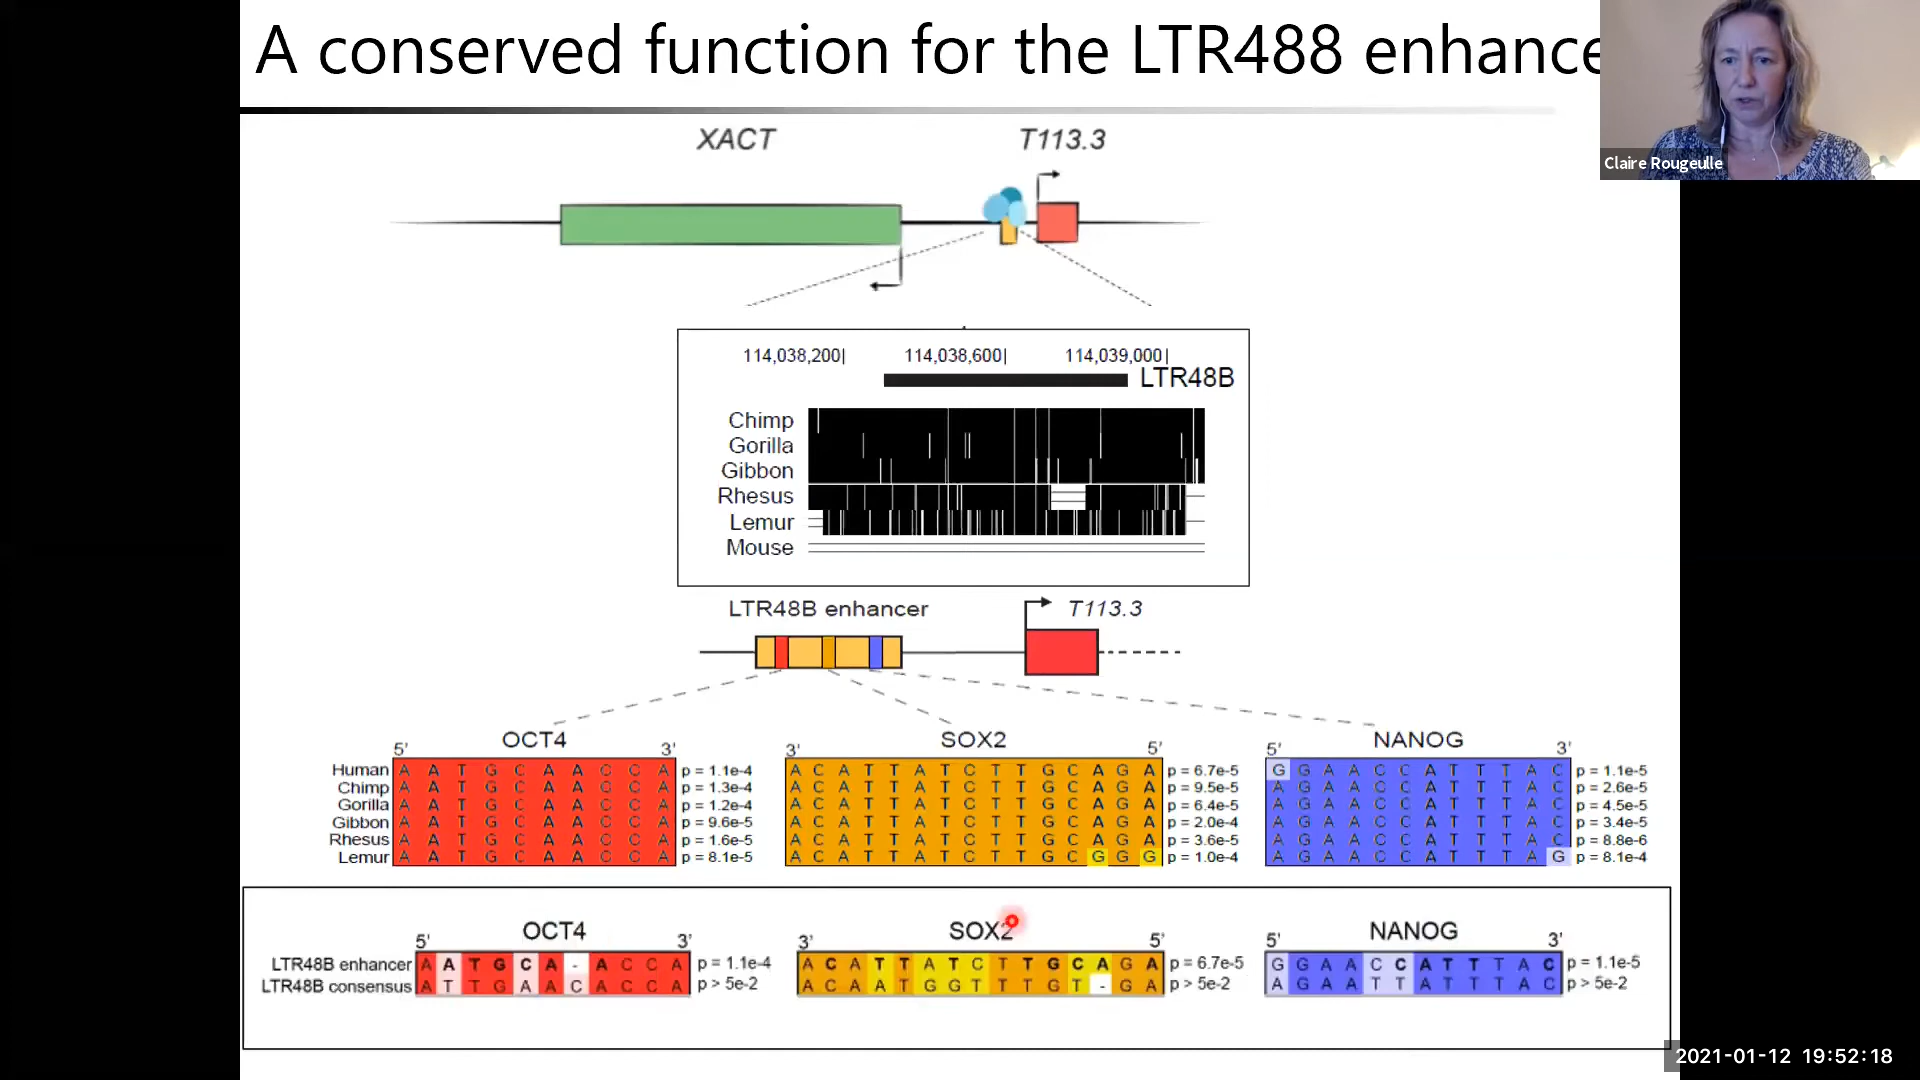 A conserved function for the LTR488 enhance
Claire Rougeulle
XACT
T113.3
114,038,200|
114,038,600|
114,039,000|
LTR48B
Chimp
Gorilla
Gibbon
Rhesus
Lemur
Mouse
LTR48B enhancer
T113.3
OCT4
SOX2
NANOG
5' 3' 3' 5' 5' 3'
Human A A T G C A A C C A p = 1.1e-4 A C A T T A T C T T G C A G A p = 6.7e-5 G G A A C C A T T T A C p = 1.1e-5
Chimp A A T G C A A C C A p = 1.3e-4 A C A T T A T C T T G C A G A p = 9.5e-5 A G A A C C A T T T A C p = 2.6e-5
Gorilla A A T G C A A C C A p = 1.2e-4 A C A T T A T C T T G C A G A p = 6.4e-5 A G A A C C A T T T A C p = 4.5e-5
Gibbon A A T G C A A C C A p = 9.6e-5 A C A T T A T C T T G C A G A p = 2.0e-4 A G A A C C A T T T A C p = 3.4e-5
Rhesus A A T G C A A C C A p = 1.6e-5 A C A T T A T C T T G C A G A p = 3.6e-5 A G A A C C A T T T A C p = 8.8e-6
Lemur A A T G C A A C C A p = 8.1e-5 A C A T T A T C T T G C G G G p = 1.0e-4 A G A A C C A T T T A G p = 8.1e-4
OCT4
SOX2
NANOG
5' 3' 3' 5' 5' 3'
LTR48B enhancer A A T G C A - A C C A p = 1.1e-4 A C A T T A T C T T G C A G A p = 6.7e-5 G G A A C C A T T T A C p = 1.1e-5
LTR48B consensus A T T G A A C A C C A p > 5e-2 A C A A T G G T T T G T - G A p > 5e-2 A G A A T T A T T T A C p > 5e-2
2021-01-12 19:52:18